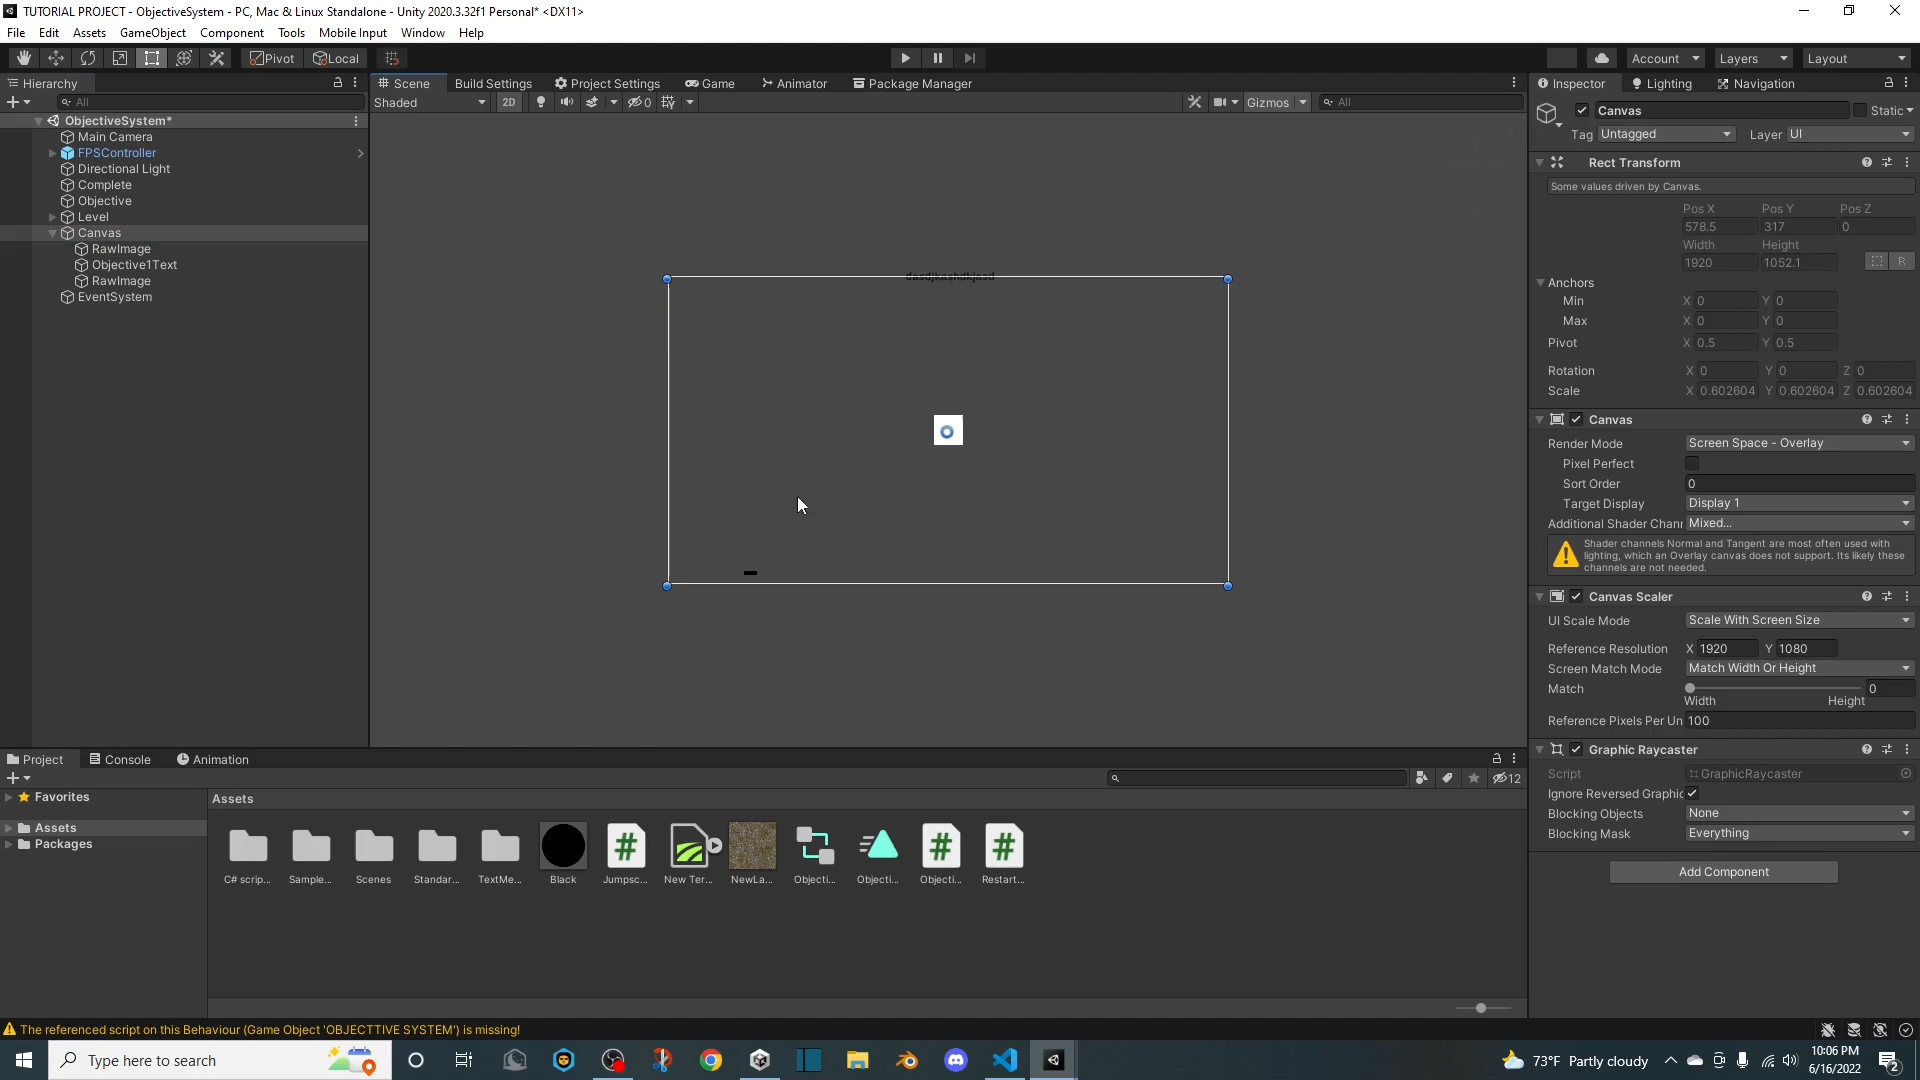 TUTORIAL PROJECT - ObjectiveSystem - PC, Mac & Linux Standalone - Unity 2020.3.32f1 Personal* <DX11>
File Edit Assets GameObject Component Tools Mobile Input Window Help
Pivot Local Account Layers Layout
Hierarchy
All
ObjectiveSystem*
Main Camera
FPSController
Directional Light
Complete
Objective
Level
Canvas
RawImage
Objective1Text
RawImage
EventSystem
Scene Build Settings Project Settings Game Animator Package Manager
Shaded 2D 0 Gizmos All
dasdjkashdkjasd
Inspector Lighting Navigation
Canvas Static
Tag Untagged Layer UI
Rect Transform
Some values driven by Canvas.
Pos X Pos Y Pos Z
578.5 317 0
Width Height
1920 1052.1 R
Anchors
Min X 0 Y 0
Max X 0 Y 0
Pivot X 0.5 Y 0.5
Rotation X 0 Y 0 Z 0
Scale X 0.602604 Y 0.602604 Z 0.602604
Canvas
Render Mode Screen Space - Overlay
Pixel Perfect
Sort Order 0
Target Display Display 1
Additional Shader Chanr Mixed...
Shader channels Normal and Tangent are most often used with
lighting, which an Overlay canvas does not support. Its likely these
channels are not needed.
Canvas Scaler
UI Scale Mode Scale With Screen Size
Reference Resolution X 1920 Y 1080
Screen Match Mode Match Width Or Height
Match 0
Width Height
Reference Pixels Per Un 100
Graphic Raycaster
Script GraphicRaycaster
Ignore Reversed Graphic
Blocking Objects None
Blocking Mask Everything
Add Component
Project Console Animation
12
Favorites
Assets
Packages
Assets
C# scrip... Sample... Scenes Standar... TextMe... Black Jumpsc... New Ter... NewLa... Objecti... Objecti... Objecti... Restart...
The referenced script on this Behaviour (Game Object 'OBJECTTIVE SYSTEM') is missing!
Type here to search
73°F Partly cloudy
10:06 PM
6/16/2022
2